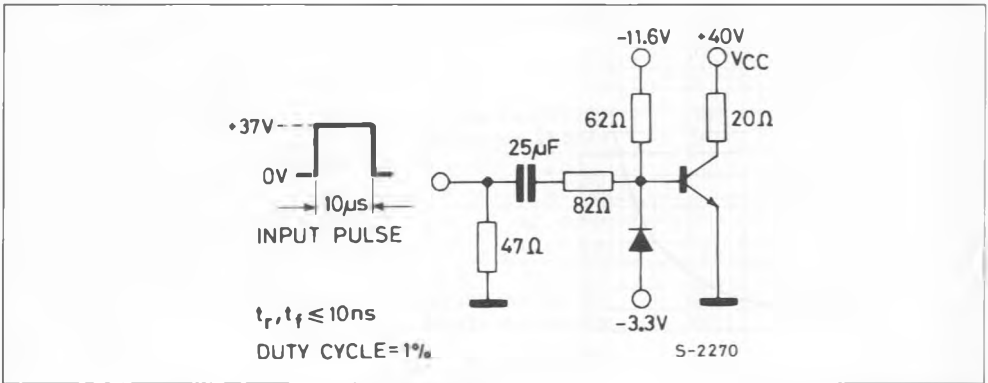 -11.6V
+40V
VCC
+37V
62Ω
20Ω
25µF
0V
10µs
82Ω
INPUT PULSE
47Ω
tr, tf ≤ 10ns
-3.3V
DUTY CYCLE=1%
S-2270